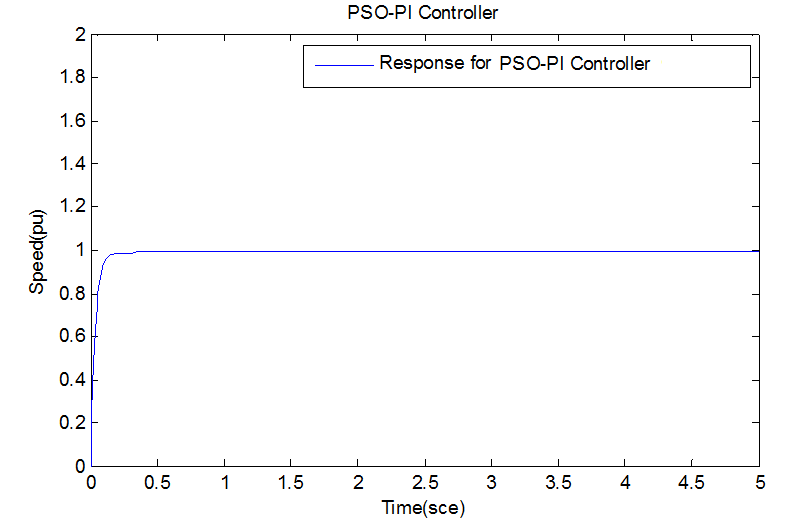 PSO-PI Controller
Response for PSO-PI Controller
2
1.8
1.6
1.4
1.2
1
0.8
0.6
0.4
0.2
0
Speed(pu)
0 0.5 1 1.5 2 2.5 3 3.5 4 4.5 5
Time(sce)